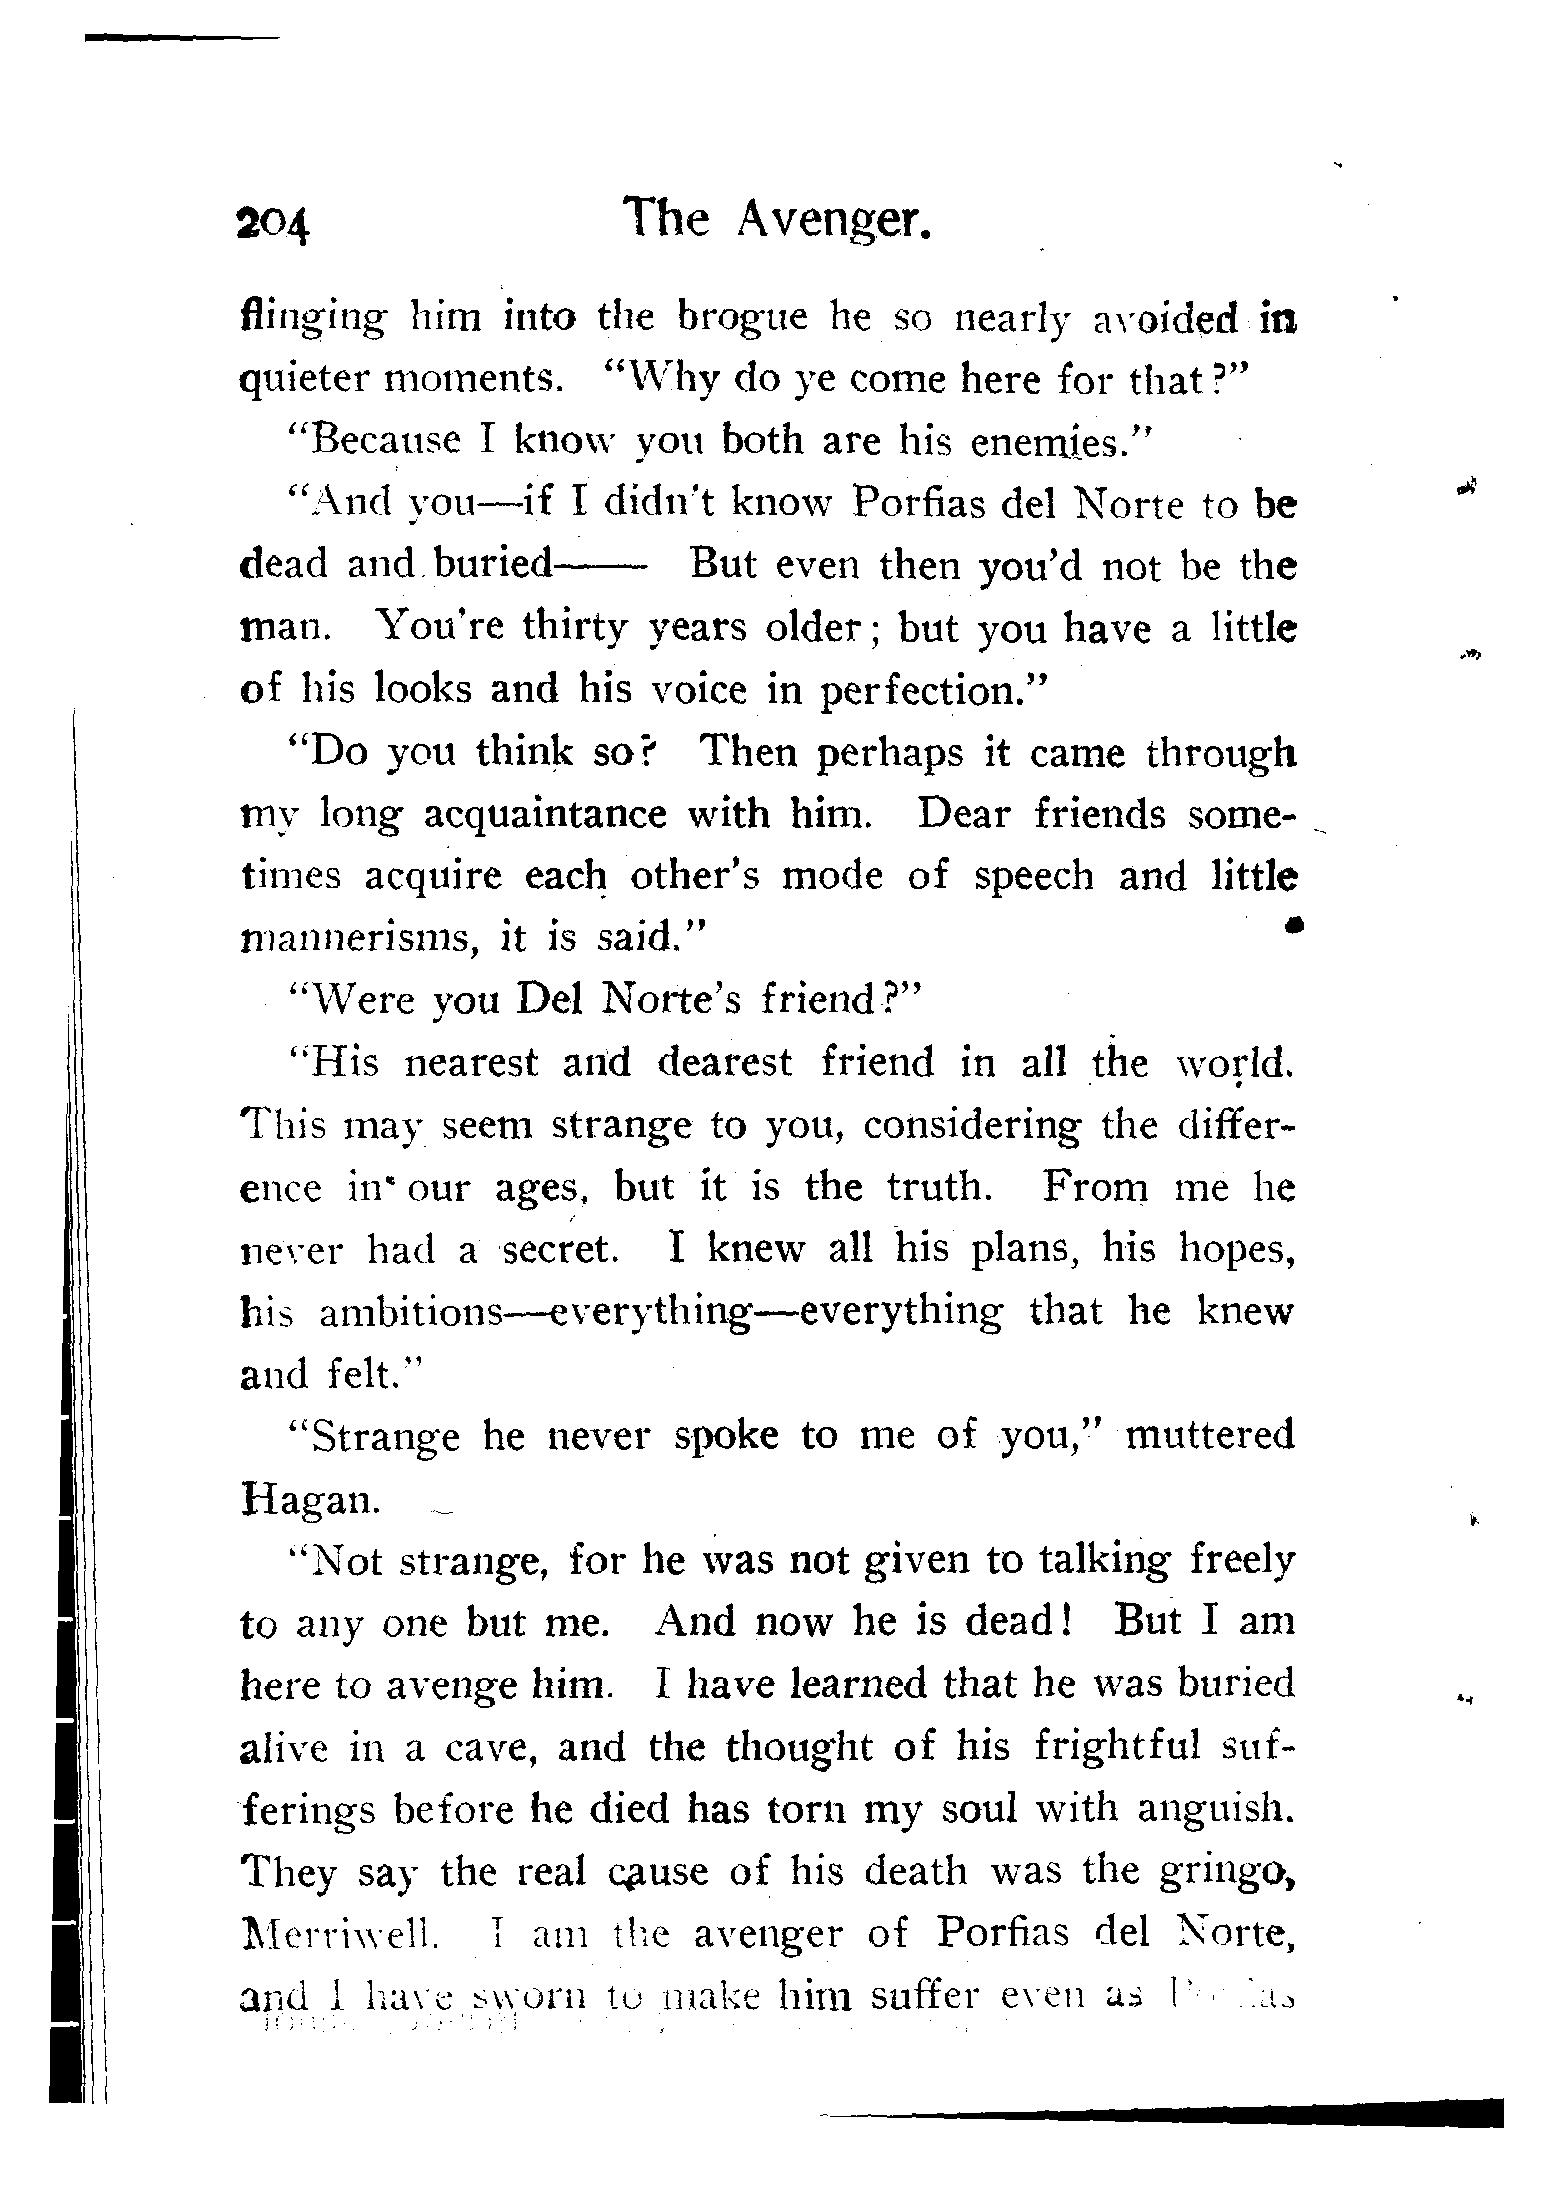 204 The Avenger.
flinging him into the brogue he so nearly avoided in
quieter moments. “Why do ye come here for that?”
“Because I know you both are his enemies.”
“And you—if I didn't know Porfias del Norte to be
dead and buried—— But even then you'd not be the
man. You're thirty years older; but you have a little
of his looks and his voice in perfection.”
“Do you think so? Then perhaps it came through
my long acquaintance with him. Dear friends some-
times acquire each other's mode of speech and little
mannerisms, it is said.”
“Were you Del Norte's friend?”
“His nearest and dearest friend in all the world.
This may seem strange to you, considering the differ-
ence in our ages, but it is the truth. From me he
never had a secret. I knew all his plans, his hopes,
his ambitions—everything—everything that he knew
and felt.”
“Strange he never spoke to me of you,” muttered
Hagan.
“Not strange, for he was not given to talking freely
to any one but me. And now he is dead! But I am
here to avenge him. I have learned that he was buried
alive in a cave, and the thought of his frightful suf-
ferings before he died has torn my soul with anguish.
They say the real cause of his death was the gringo,
Merriwell. I am the avenger of Porfias del Norte,
and I have sworn to make him suffer even as